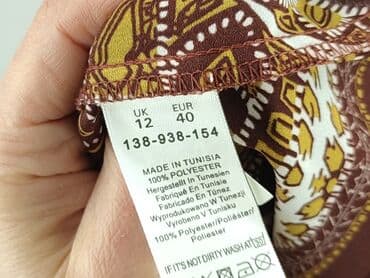 UK EUR
12 40
138-938-154
MADE IN TUNISIA
100% POLYESTER
Hergestellt In Tunesien
Fabriqué En Tunisie
Fabricado En Túnez
Wyprodukowano W Tunezji
Vyrobeno V Tunisku
100% Polyester/Poliéster/
Poliester
IF IT'S NOT DIRTY WASH AT 30